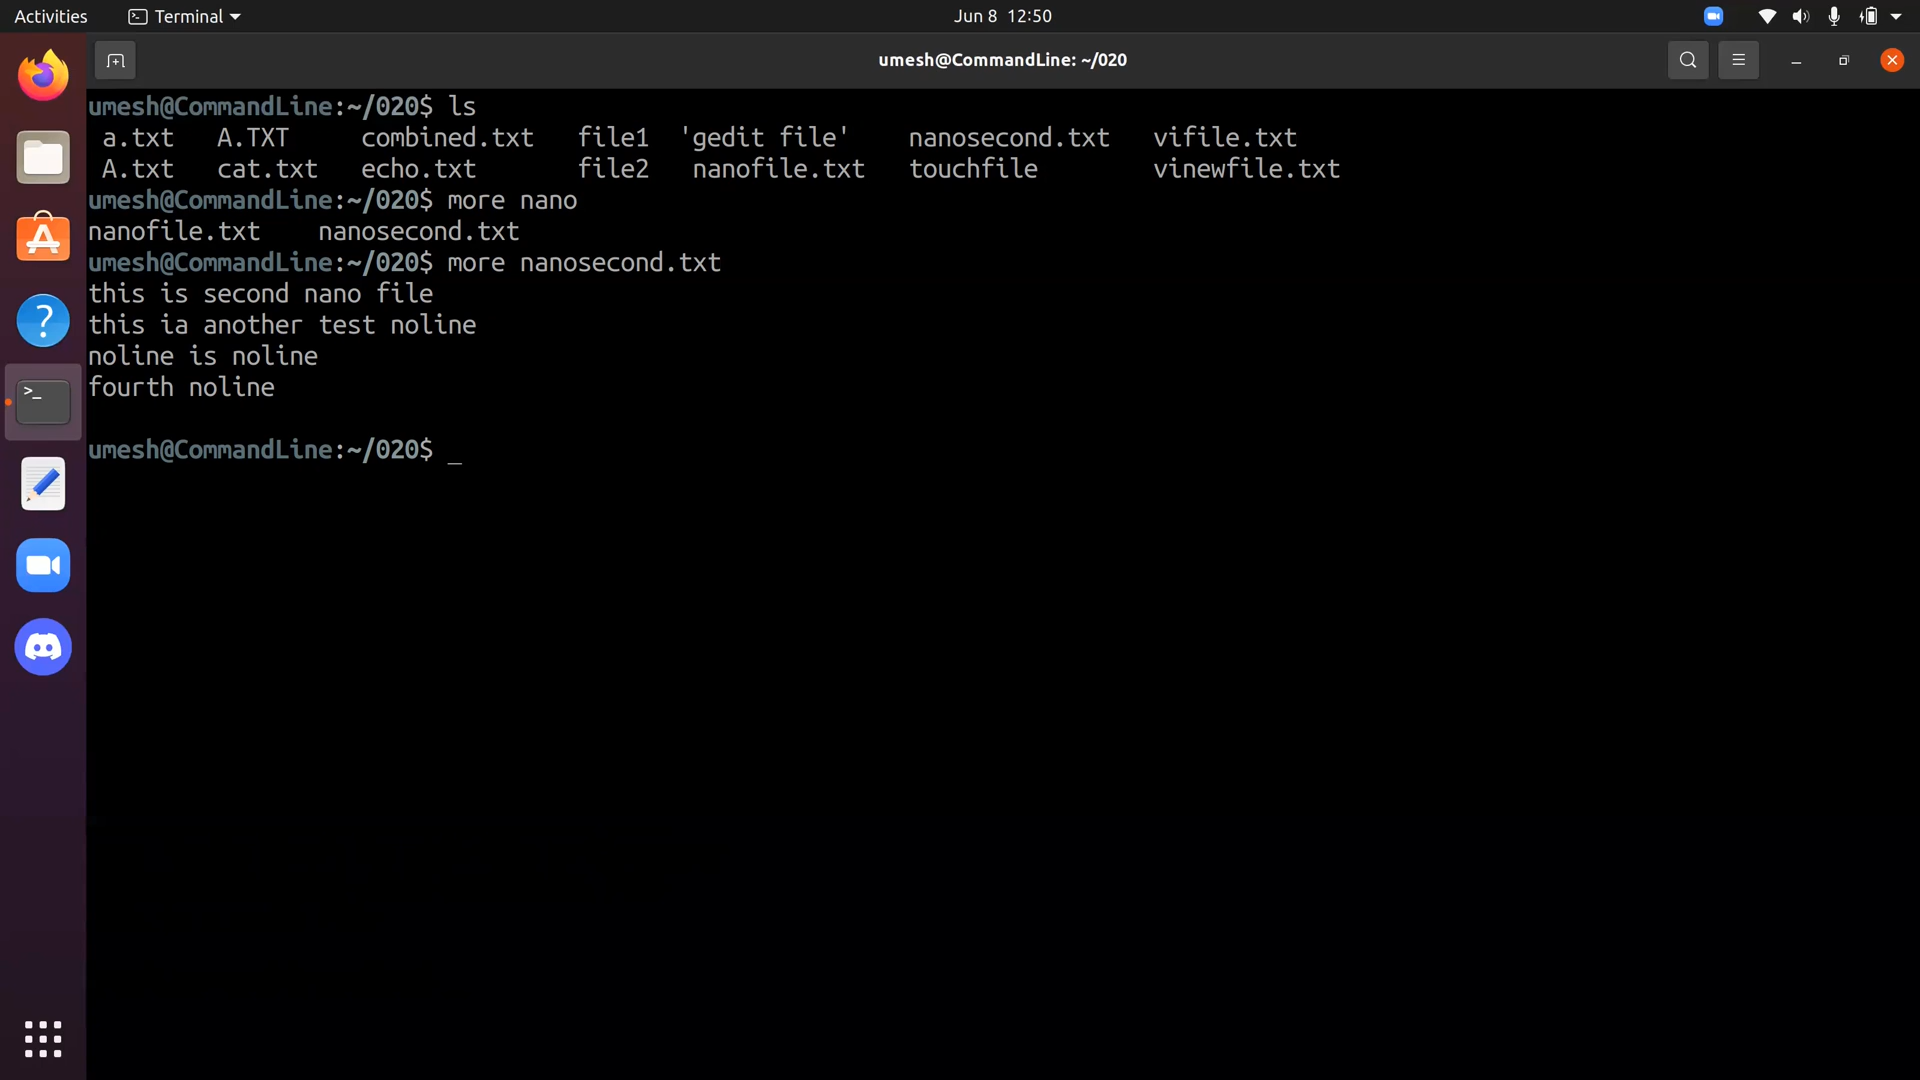 Activities Terminal Jun 8 12:50
umesh@CommandLine: ~/020
umesh@CommandLine:~/020$ ls
a.txt A.TXT combined.txt file1 'gedit file' nanosecond.txt vifile.txt
A.txt cat.txt echo.txt file2 nanofile.txt touchfile vinewfile.txt
umesh@CommandLine:~/020$ more nano
nanofile.txt nanosecond.txt
umesh@CommandLine:~/020$ more nanosecond.txt
this is second nano file
this ia another test noline
noline is noline
fourth noline
umesh@CommandLine:~/020$ _